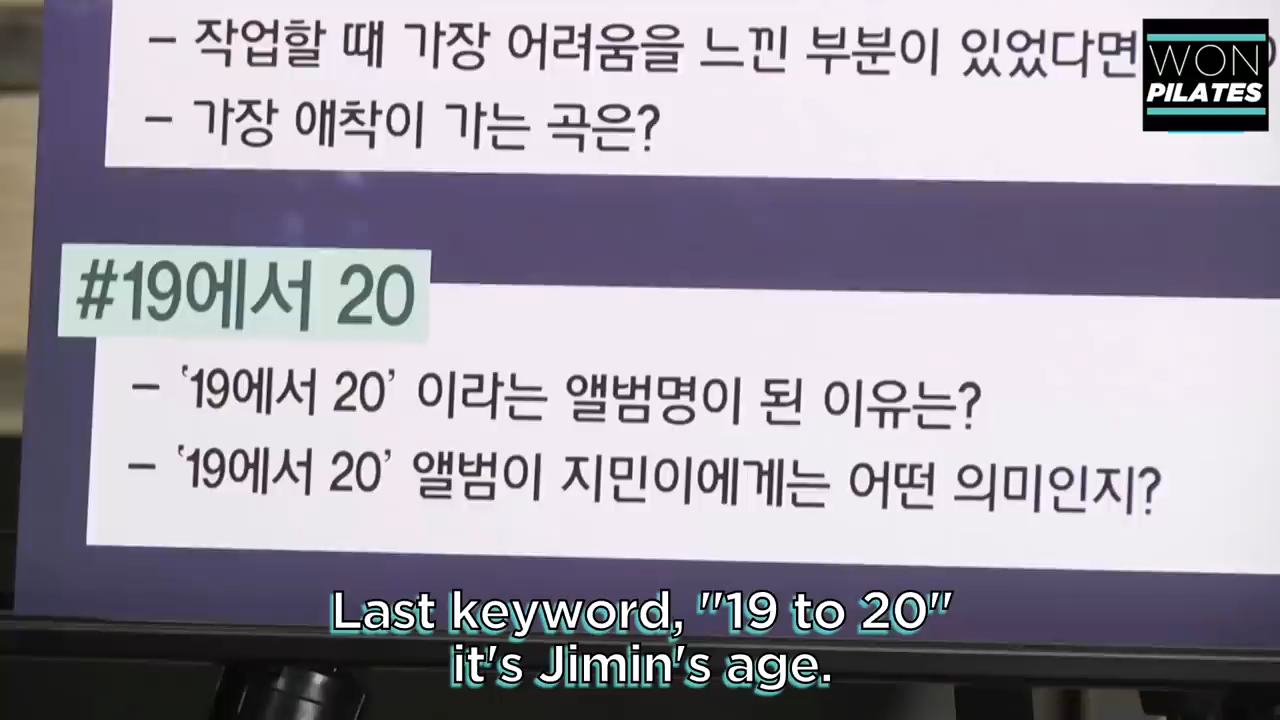 - 작업할 때 가장 어려움을 느낀 부분이 있었다면
WON
PILATES
- 가장 애착이 가는 곡은?
#19에서 20
- '19에서 20' 이라는 앨범명이 된 이유는?
- '19에서 20' 앨범이 지민이에게는 어떤 의미인지?
Last keyword, "19 to 20"
it's Jimin's age.